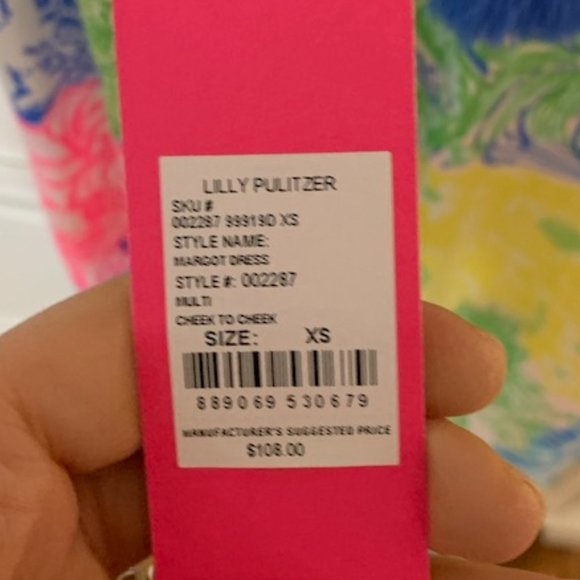 LILLY PULITZER
SKU #
002287 99919D XS
STYLE NAME:
MARGOT DRESS
STYLE #: 002287
MULTI
CHEEK TO CHEEK
SIZE: XS
889069 530679
MANUFACTURER'S SUGGESTED PRICE
$108.00